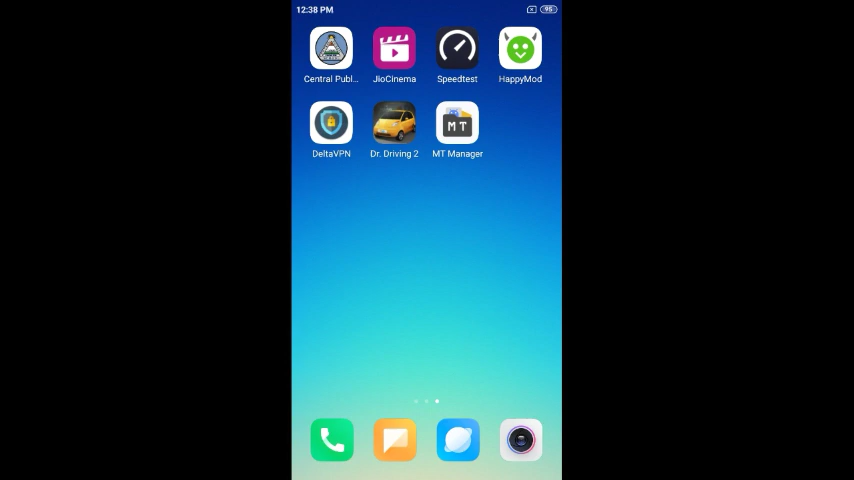 12:38 PM
95
Central Publ...
JioCinema
Speedtest
HappyMod
MT
DeltaVPN
Dr. Driving 2
MT Manager